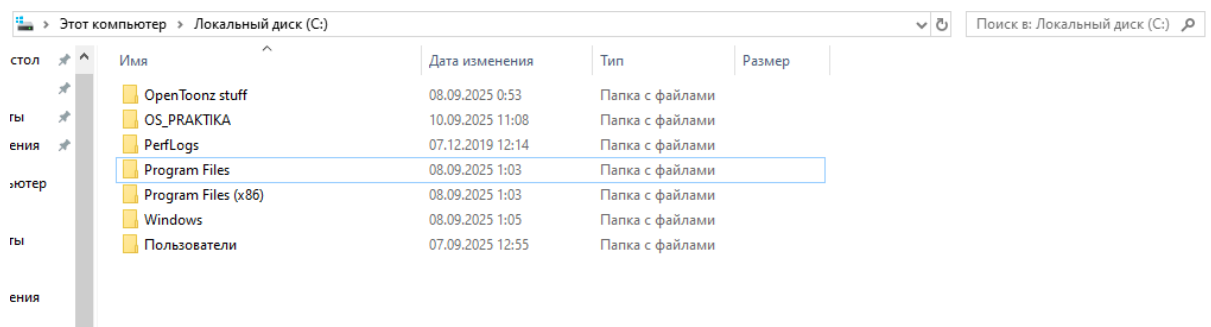 Этот компьютер > Локальный диск (C:) Поиск в: Локальный диск (C:)
стол Имя Дата изменения Тип Размер
OpenToonz stuff 08.09.2025 0:53 Папка с файлами
ты OS_PRAKTIKA 10.09.2025 11:08 Папка с файлами
ения PerfLogs 07.12.2019 12:14 Папка с файлами
Program Files 08.09.2025 1:03 Папка с файлами
ьютер Program Files (x86) 08.09.2025 1:03 Папка с файлами
Windows 08.09.2025 1:05 Папка с файлами
ты Пользователи 07.09.2025 12:55 Папка с файлами
ения